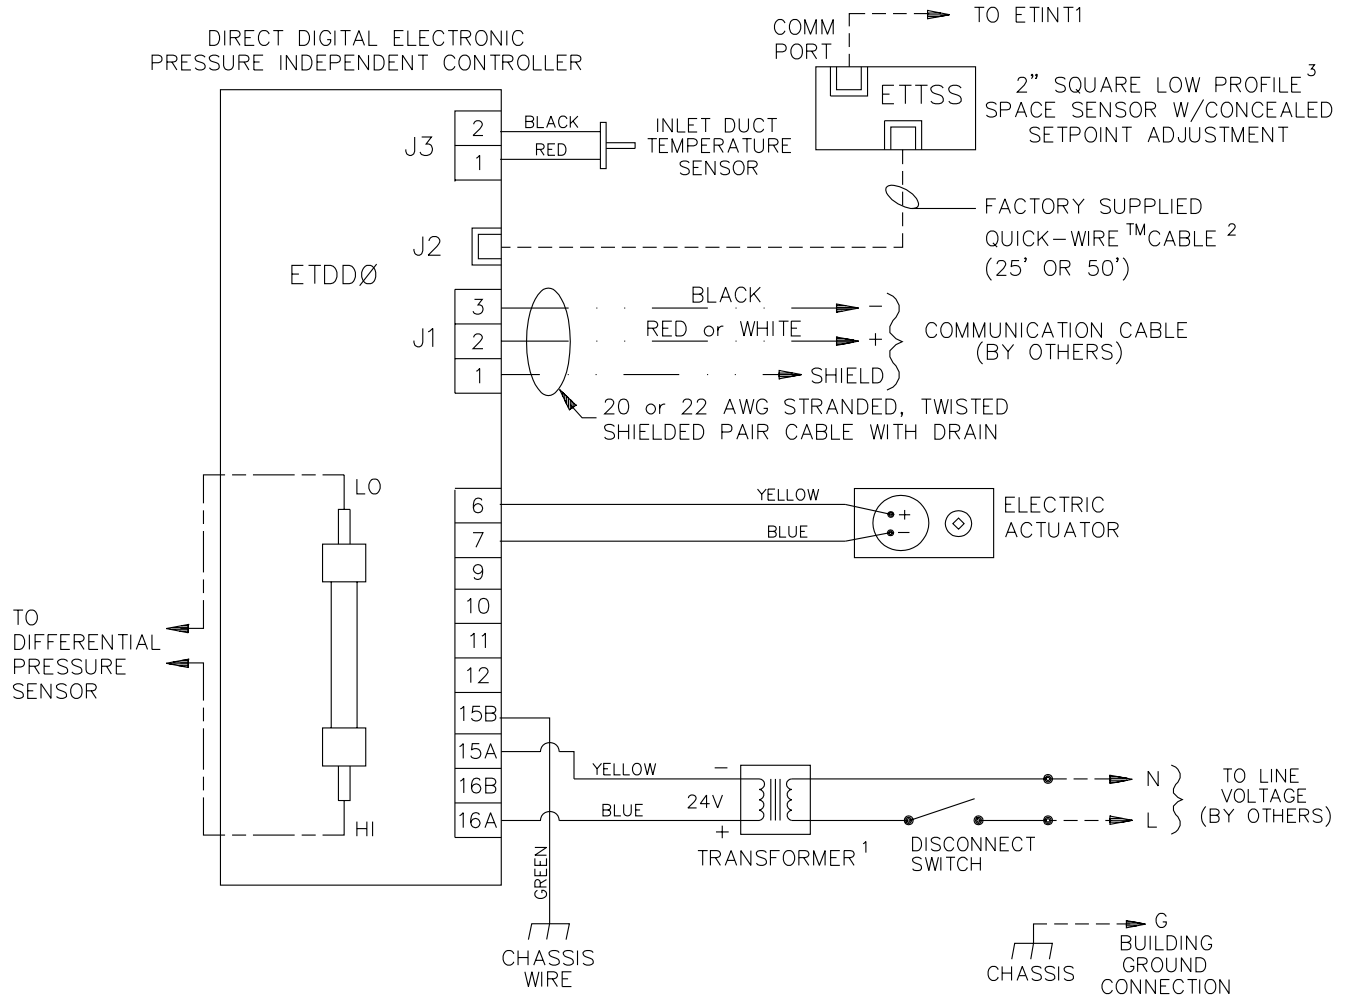 DIRECT DIGITAL ELECTRONIC
PRESSURE INDEPENDENT CONTROLLER
COMM
PORT
TO ETINT1
ETTSS
2” SQUARE LOW PROFILE 3
SPACE SENSOR W/CONCEALED
SETPOINT ADJUSTMENT
J3
2
1
BLACK
RED
INLET DUCT
TEMPERATURE
SENSOR
FACTORY SUPPLIED
QUICK–WIRE TM CABLE 2
(25' OR 50')
J2
ETDDØ
J1
3
2
1
BLACK
–
RED or WHITE
+
SHIELD
COMMUNICATION CABLE
(BY OTHERS)
20 or 22 AWG STRANDED, TWISTED
SHIELDED PAIR CABLE WITH DRAIN
LO
HI
TO
DIFFERENTIAL
PRESSURE
SENSOR
6
7
9
10
11
12
15B
15A
16B
16A
YELLOW
BLUE
+
–
ELECTRIC
ACTUATOR
YELLOW
BLUE
–
24V
+
TRANSFORMER 1
DISCONNECT
SWITCH
N
L
TO LINE
VOLTAGE
(BY OTHERS)
GREEN
CHASSIS
WIRE
CHASSIS
G
BUILDING
GROUND
CONNECTION